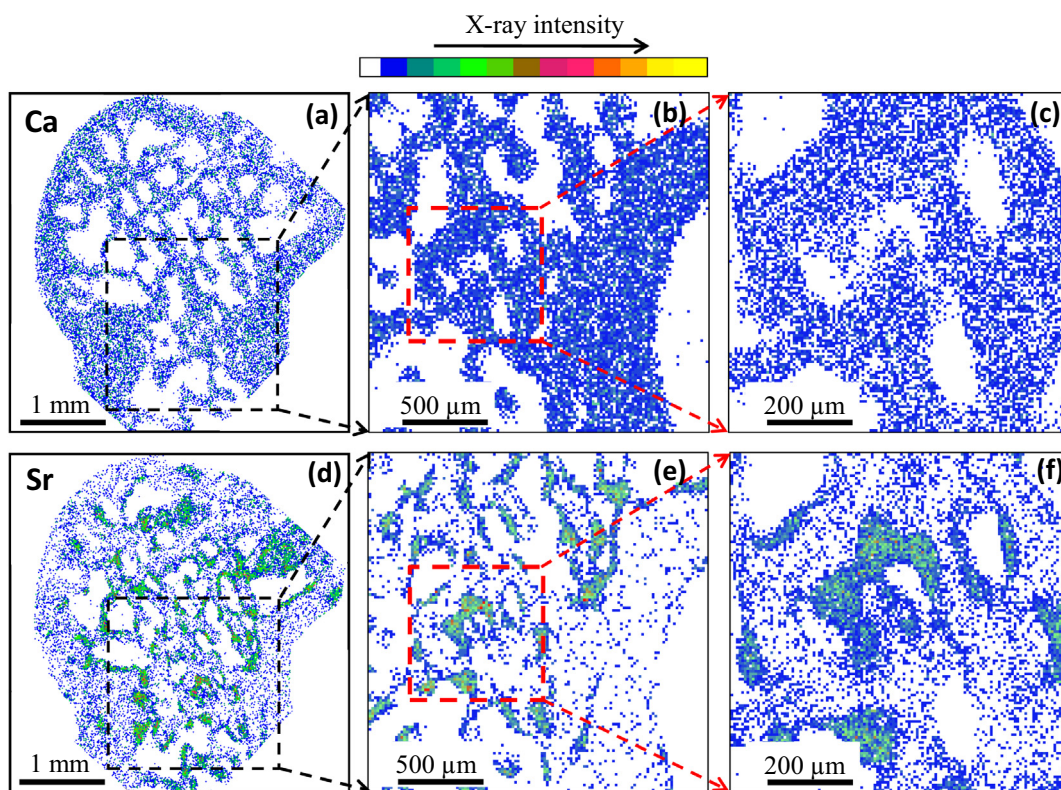 X-ray intensity
Ca (a) (b) (c)
1 mm 500 µm 200 µm
Sr (d) (e) (f)
1 mm 500 µm 200 µm